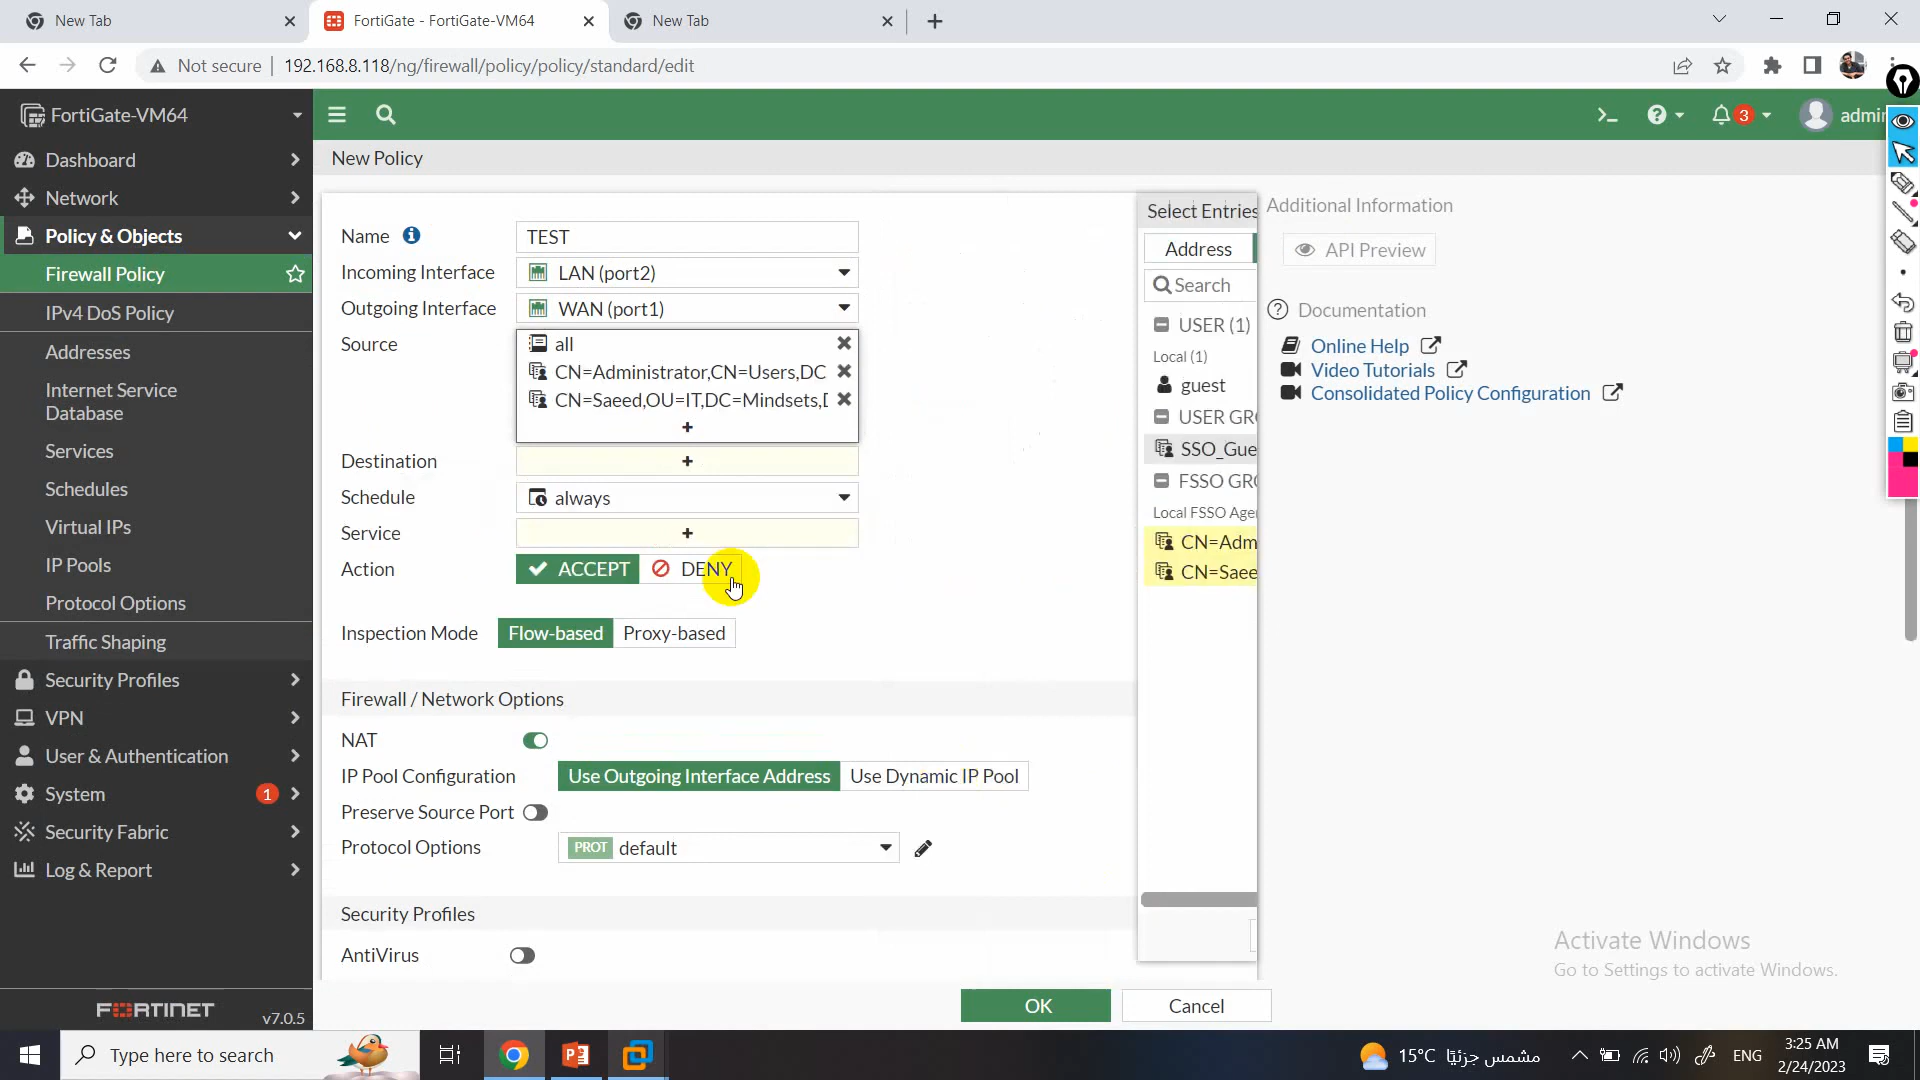 New Tab
FortiGate - FortiGate-VM64
New Tab
Not secure
192.168.8.118/ng/firewall/policy/policy/standard/edit
FortiGate-VM64
3
admin
Dashboard
Network
Policy & Objects
Firewall Policy
IPv4 DoS Policy
Addresses
Internet Service
Database
Services
Schedules
Virtual IPs
IP Pools
Protocol Options
Traffic Shaping
Security Profiles
VPN
User & Authentication
System
1
Security Fabric
Log & Report
FORTINET
v7.0.5
New Policy
Name
TEST
Incoming Interface
LAN (port2)
Outgoing Interface
WAN (port1)
Source
all
CN=Administrator,CN=Users,DC
CN=Saeed,OU=IT,DC=Mindsets,D
Destination
Schedule
always
Service
Action
ACCEPT
DENY
Inspection Mode
Flow-based
Proxy-based
Firewall / Network Options
NAT
IP Pool Configuration
Use Outgoing Interface Address
Use Dynamic IP Pool
Preserve Source Port
Protocol Options
PROT
default
Security Profiles
AntiVirus
OK
Cancel
Select Entries
Address
Search
USER (1)
Local (1)
guest
USER GRO
SSO_Gue
FSSO GRO
Local FSSO Age
CN=Adm
CN=Saee
Additional Information
API Preview
Documentation
Online Help
Video Tutorials
Consolidated Policy Configuration
Activate Windows
Go to Settings to activate Windows.
Type here to search
15°C
مشمس جزئيًا
ENG
3:25 AM
2/24/2023